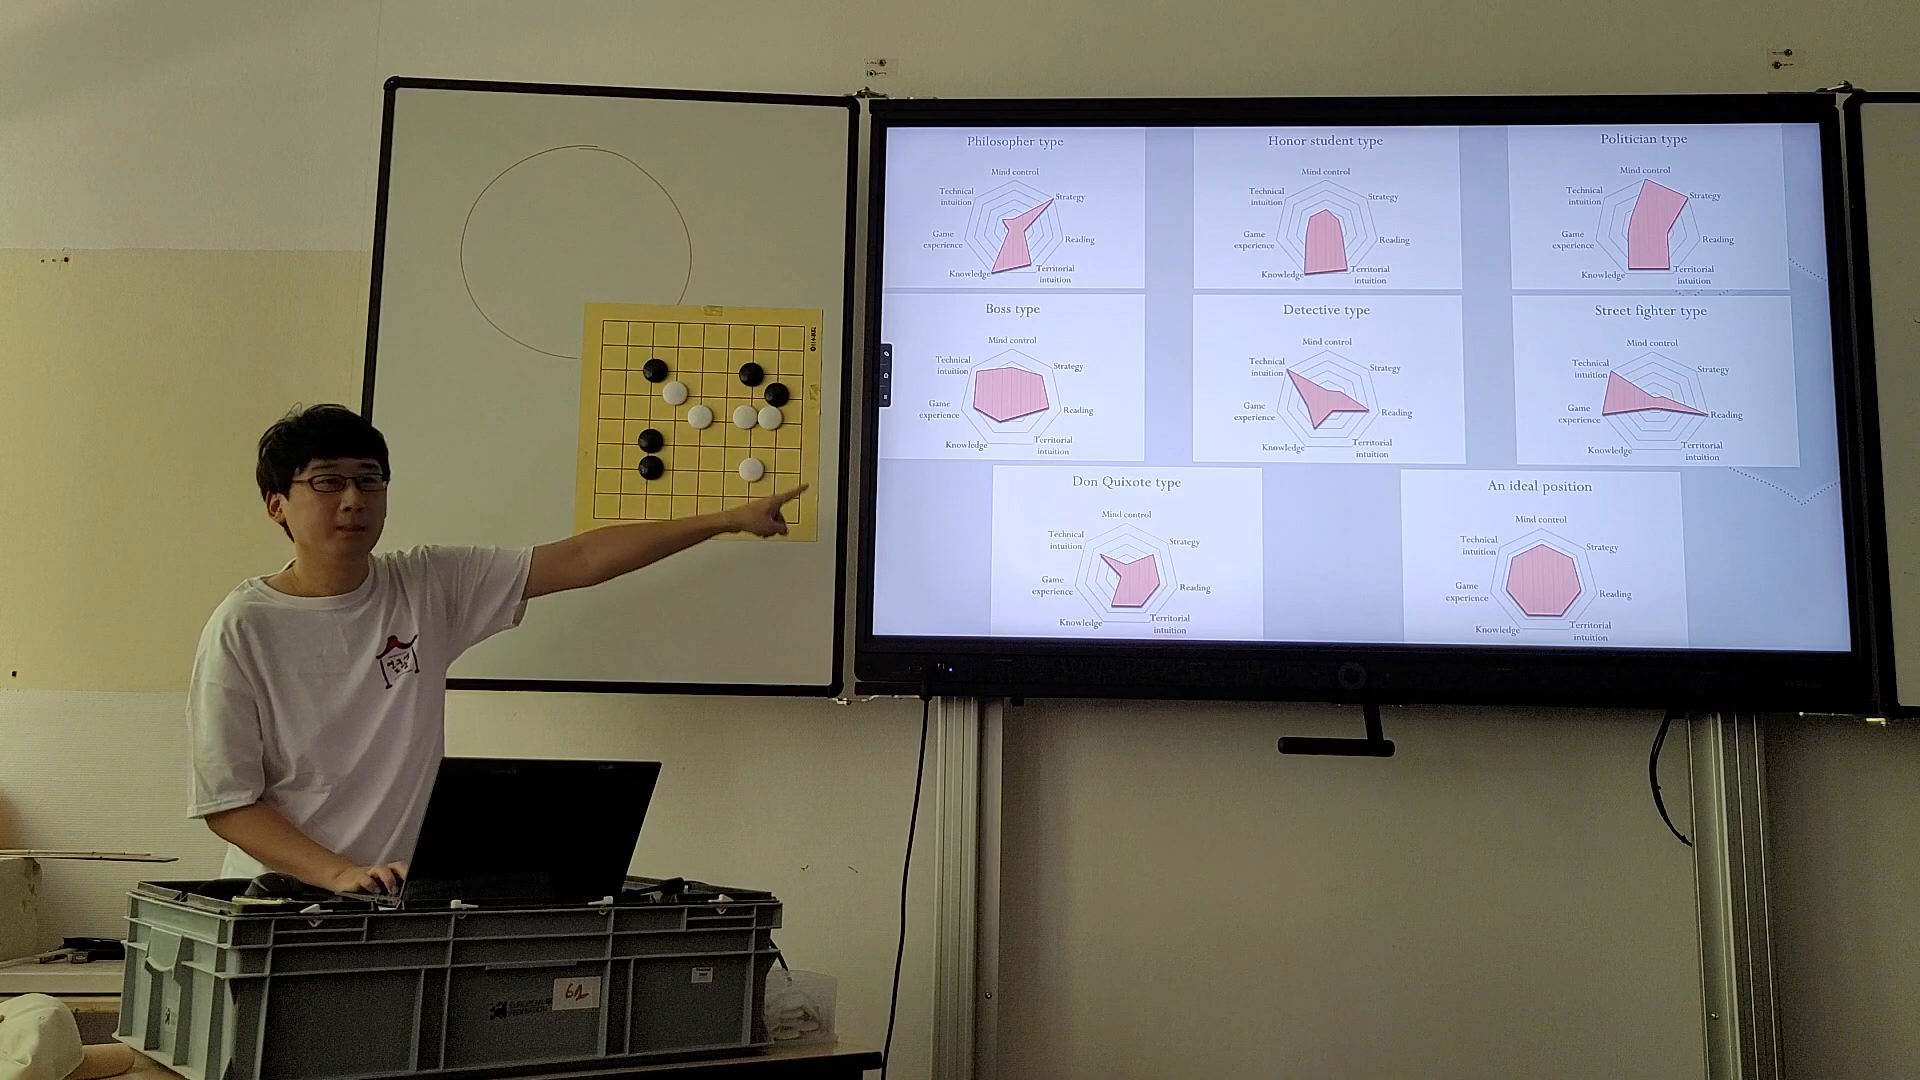 Philosopher type
Mind control
Technical
intuition
Strategy
Game
experience
Reading
Knowledge
Territorial
intuition
Honor student type
Mind control
Technical
intuition
Strategy
Game
experience
Reading
Knowledge
Territorial
intuition
Politician type
Mind control
Technical
intuition
Strategy
Game
experience
Reading
Knowledge
Territorial
intuition
Boss type
Mind control
Technical
intuition
Strategy
Game
experience
Reading
Knowledge
Territorial
intuition
Detective type
Mind control
Technical
intuition
Strategy
Game
experience
Reading
Knowledge
Territorial
intuition
Street fighter type
Mind control
Technical
intuition
Strategy
Game
experience
Reading
Knowledge
Territorial
intuition
Don Quixote type
Mind control
Technical
intuition
Strategy
Game
experience
Reading
Knowledge
Territorial
intuition
An ideal position
Mind control
Technical
intuition
Strategy
Game
experience
Reading
Knowledge
Territorial
intuition
EUROPEAN GO
FEDERATION
61